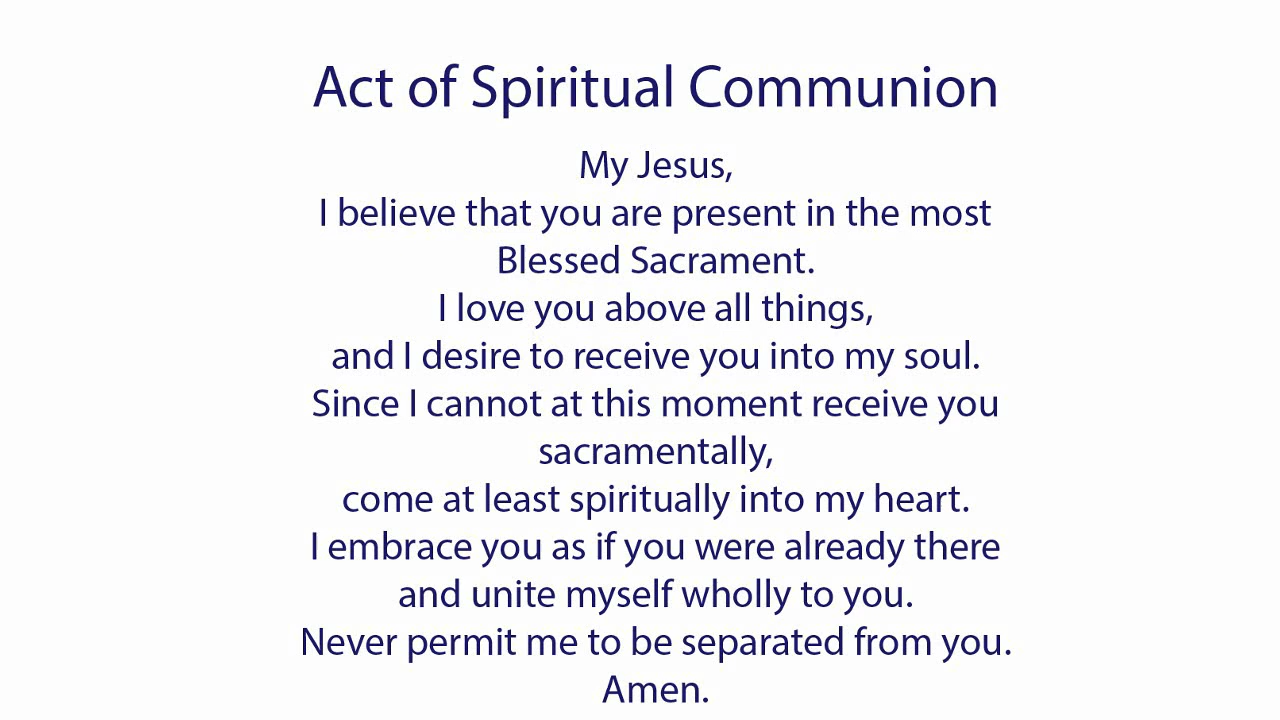 Act of Spiritual Communion
My Jesus,
I believe that you are present in the most
Blessed Sacrament.
I love you above all things,
and I desire to receive you into my soul.
Since I cannot at this moment receive you
sacramentally,
come at least spiritually into my heart.
I embrace you as if you were already there
and unite myself wholly to you.
Never permit me to be separated from you.
Amen.